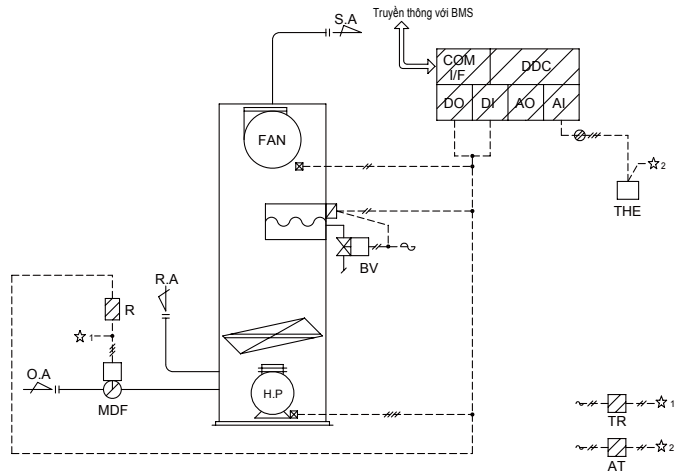 S.A
Truyền thông với BMS
COM I/F
DDC
DO
DI
AO
AI
FAN
☆2
THE
BV
R.A
R
☆1
O.A
MDF
H.P
☆1
TR
☆2
AT